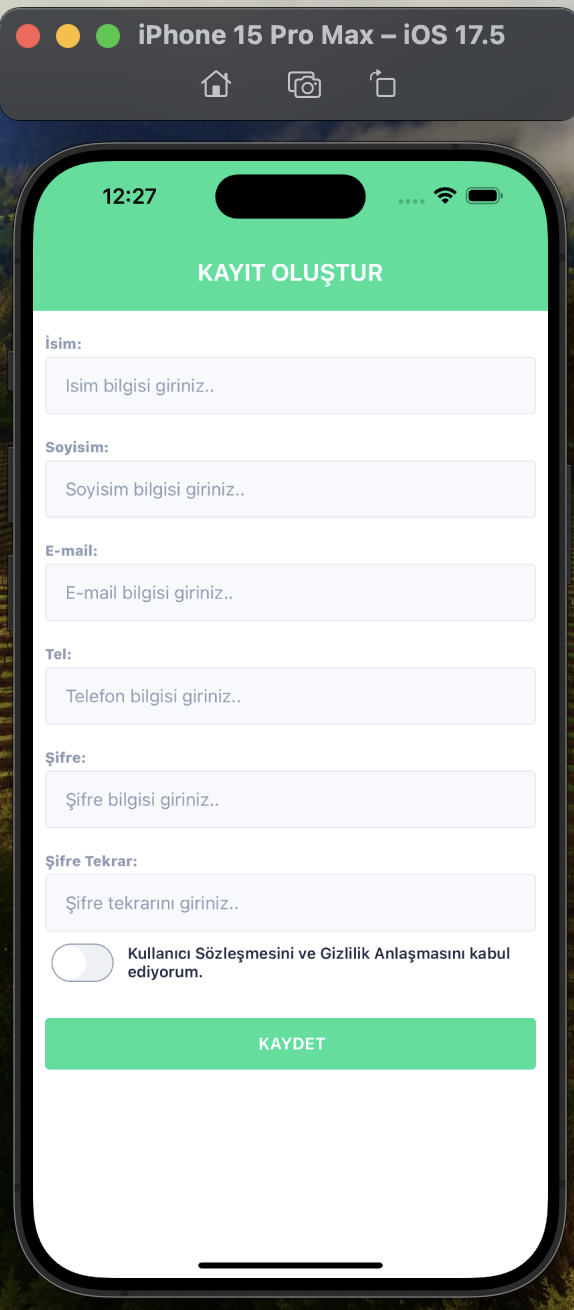 iPhone 15 Pro Max – iOS 17.5
12:27
KAYIT OLUŞTUR
İsim:
Isim bilgisi giriniz..
Soyisim:
Soyisim bilgisi giriniz..
E-mail:
E-mail bilgisi giriniz..
Tel:
Telefon bilgisi giriniz..
Şifre:
Şifre bilgisi giriniz..
Şifre Tekrar:
Şifre tekrarını giriniz..
Kullanıcı Sözleşmesini ve Gizlilik Anlaşmasını kabul
ediyorum.
KAYDET